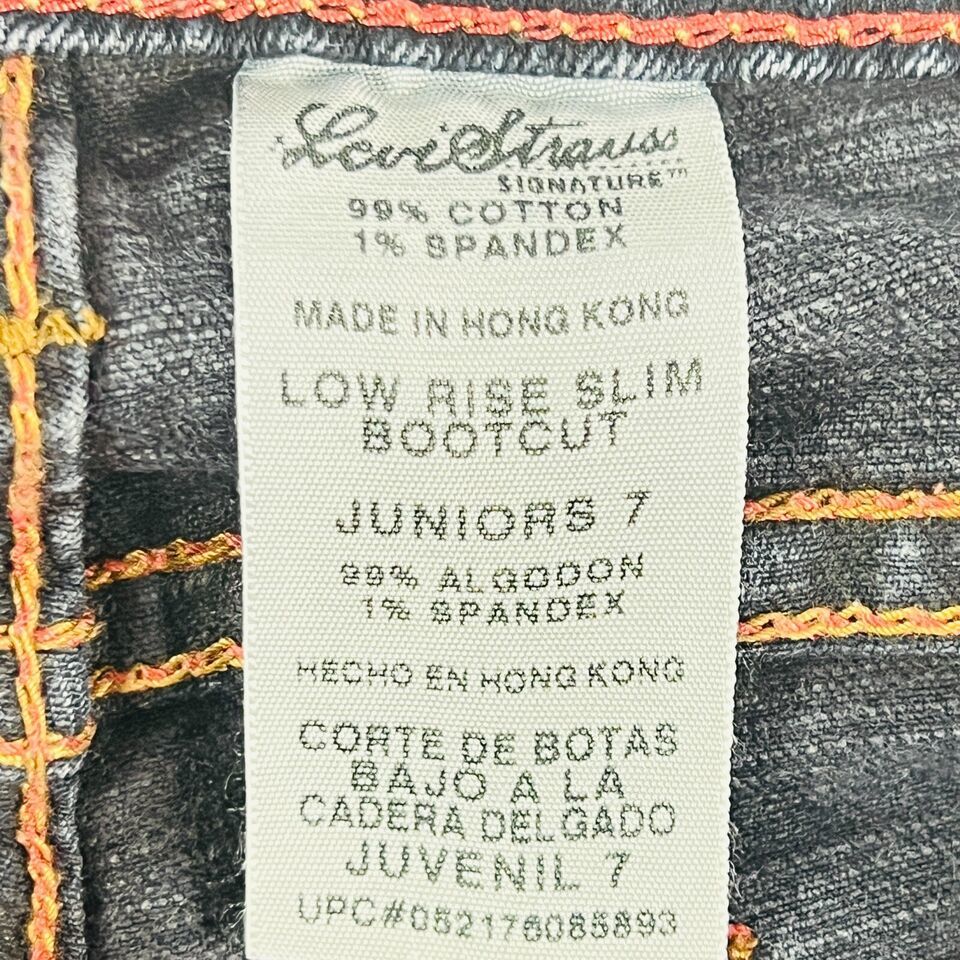 Levi Strauss
SIGNATURE™
99% COTTON
1% SPANDEX
MADE IN HONG KONG
LOW RISE SLIM
BOOTCUT
JUNIORS 7
99% ALGODON
1% SPANDEX
HECHO EN HONG KONG
CORTE DE BOTAS
BAJO A LA
CADERA DELGADO
JUVENIL 7
UPC#052176085893